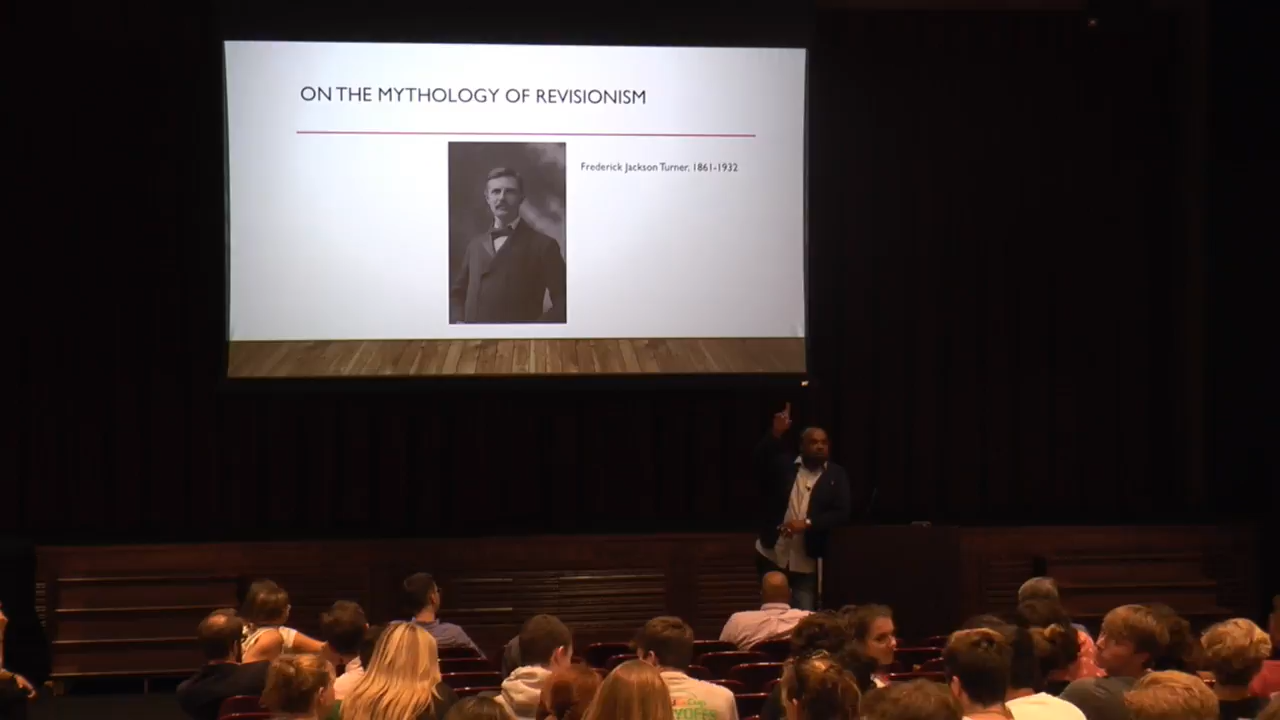 ON THE MYTHOLOGY OF REVISIONISM
Frederick Jackson Turner, 1861-1932